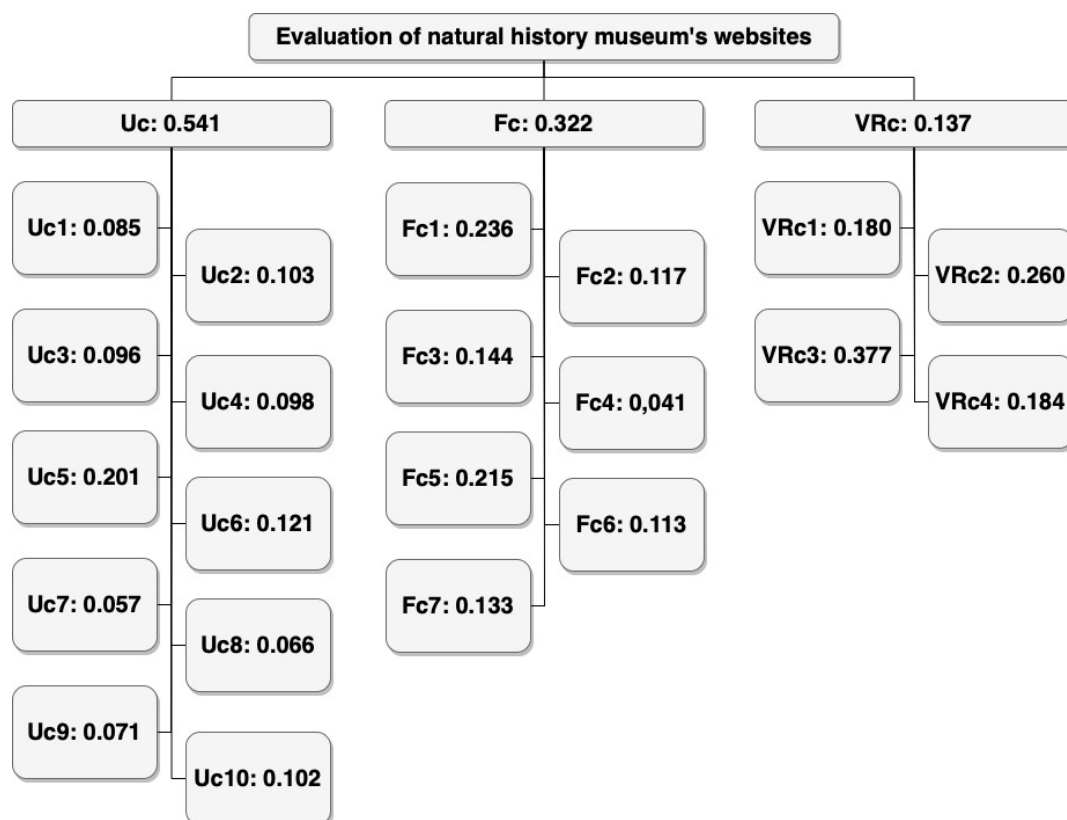 Evaluation of natural history museum's websites
Uc: 0.541
Fc: 0.322
VRc: 0.137
Uc1: 0.085
Uc2: 0.103
Uc3: 0.096
Uc4: 0.098
Uc5: 0.201
Uc6: 0.121
Uc7: 0.057
Uc8: 0.066
Uc9: 0.071
Uc10: 0.102
Fc1: 0.236
Fc2: 0.117
Fc3: 0.144
Fc4: 0,041
Fc5: 0.215
Fc6: 0.113
Fc7: 0.133
VRc1: 0.180
VRc2: 0.260
VRc3: 0.377
VRc4: 0.184